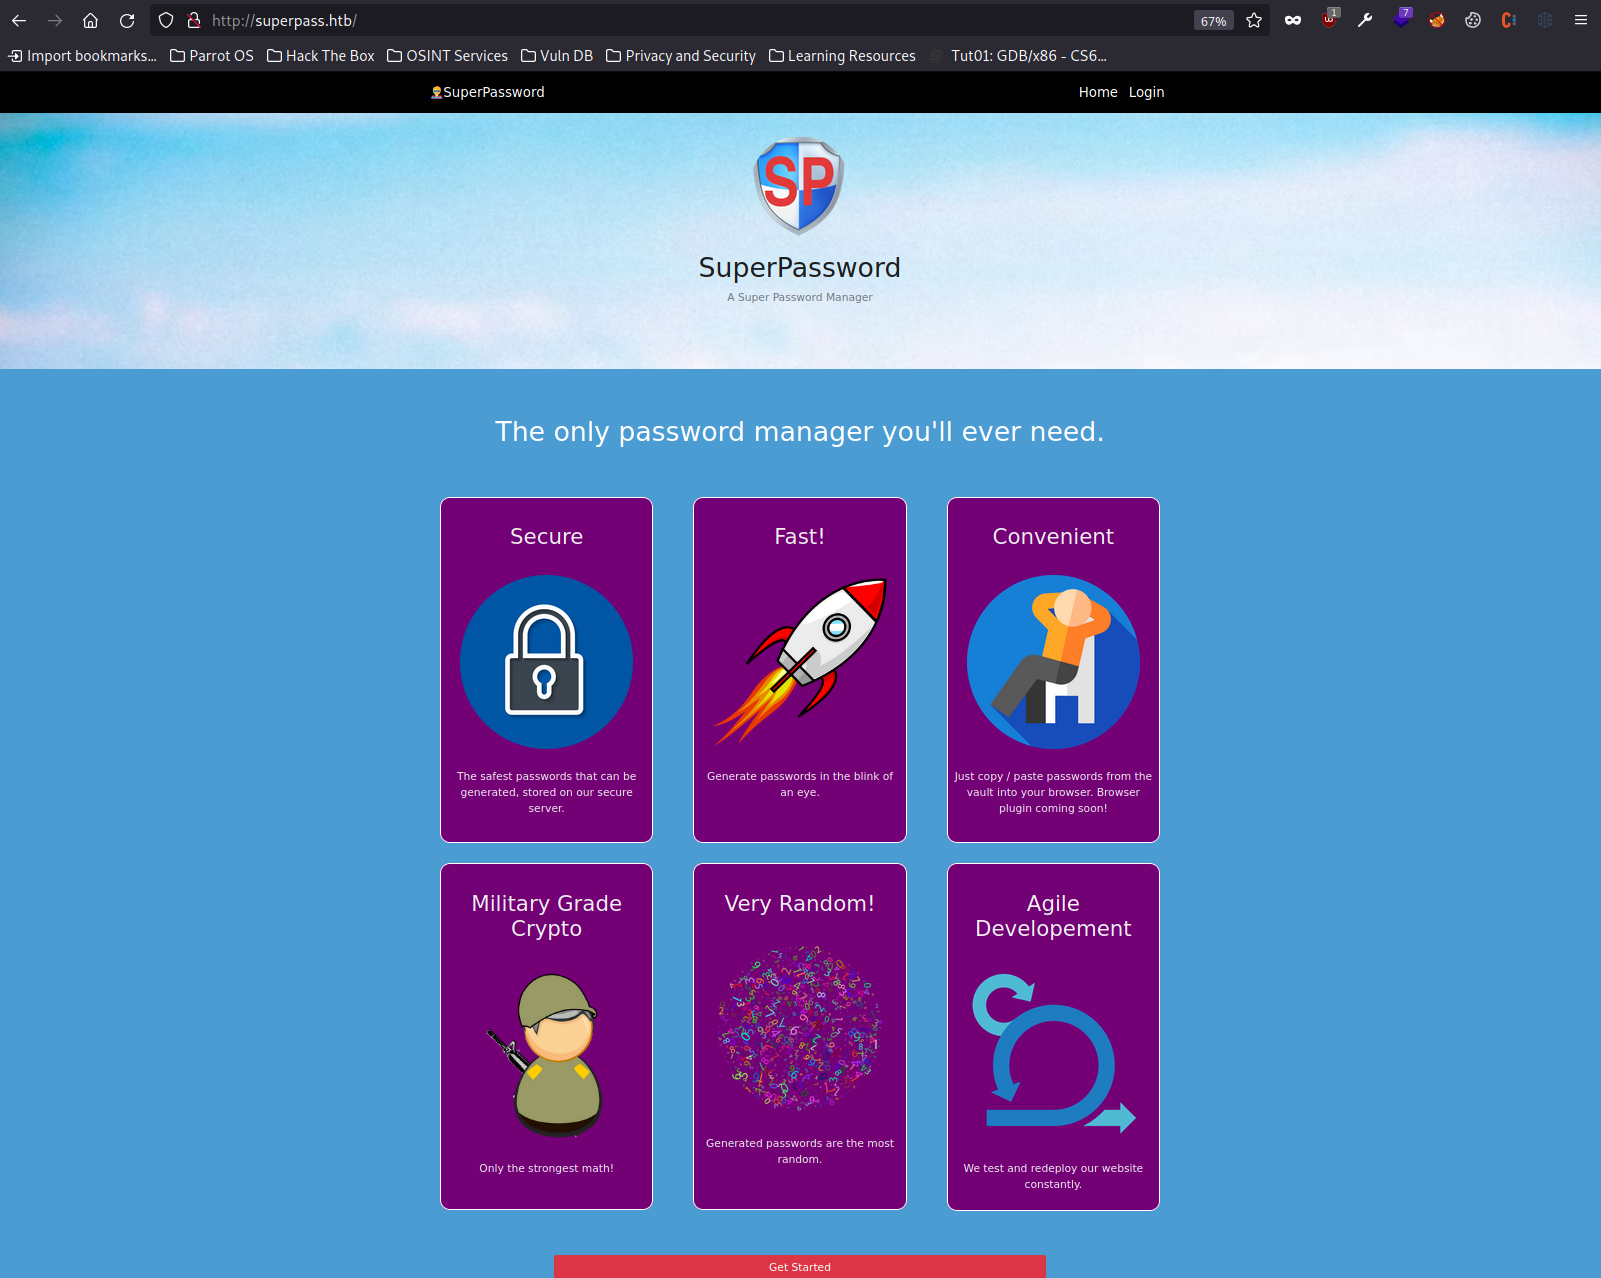 http://superpass.htb/
67%
1
7
Import bookmarks...
Parrot OS
Hack The Box
OSINT Services
Vuln DB
Privacy and Security
Learning Resources
Tut01: GDB/x86 - CS6...
SuperPassword
Home
Login
SP
SuperPassword
A Super Password Manager
The only password manager you'll ever need.
Secure
The safest passwords that can be
generated, stored on our secure
server.
Fast!
Generate passwords in the blink of
an eye.
Convenient
Just copy / paste passwords from the
vault into your browser. Browser
plugin coming soon!
Military Grade
Crypto
Only the strongest math!
Very Random!
Generated passwords are the most
random.
Agile
Developement
We test and redeploy our website
constantly.
Get Started